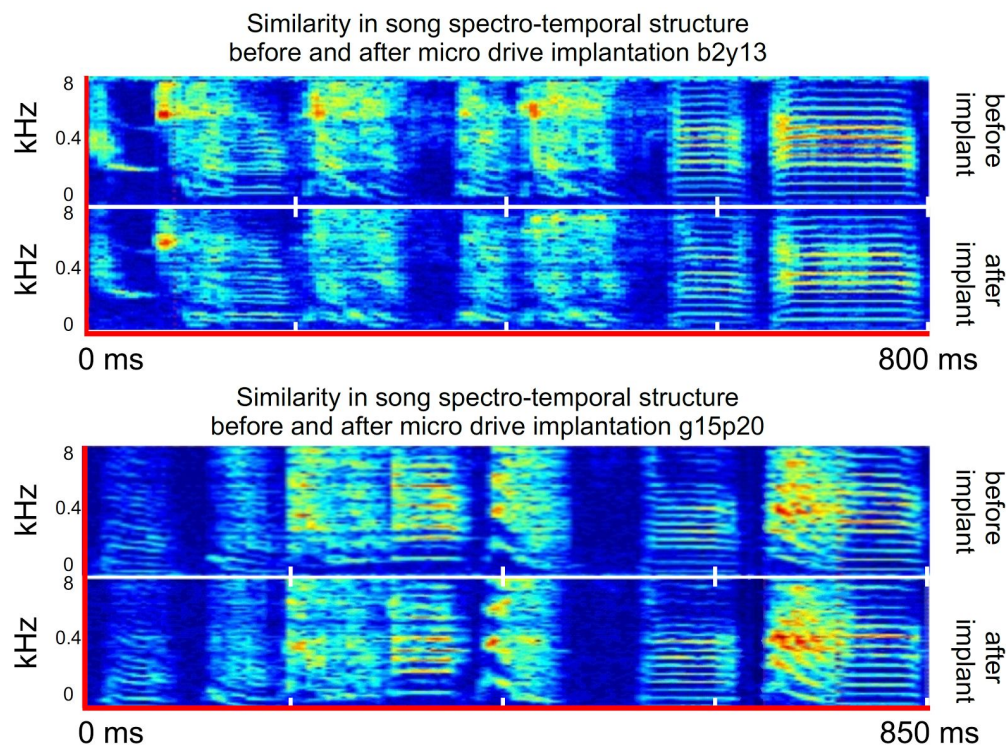 Similarity in song spectro-temporal structure
before and after micro drive implantation b2y13
8
kHz
0.4
0
before
implant
8
kHz
0.4
0
after
implant
0 ms
800 ms
Similarity in song spectro-temporal structure
before and after micro drive implantation g15p20
8
kHz
0.4
0
before
implant
8
kHz
0.4
0
after
implant
0 ms
850 ms